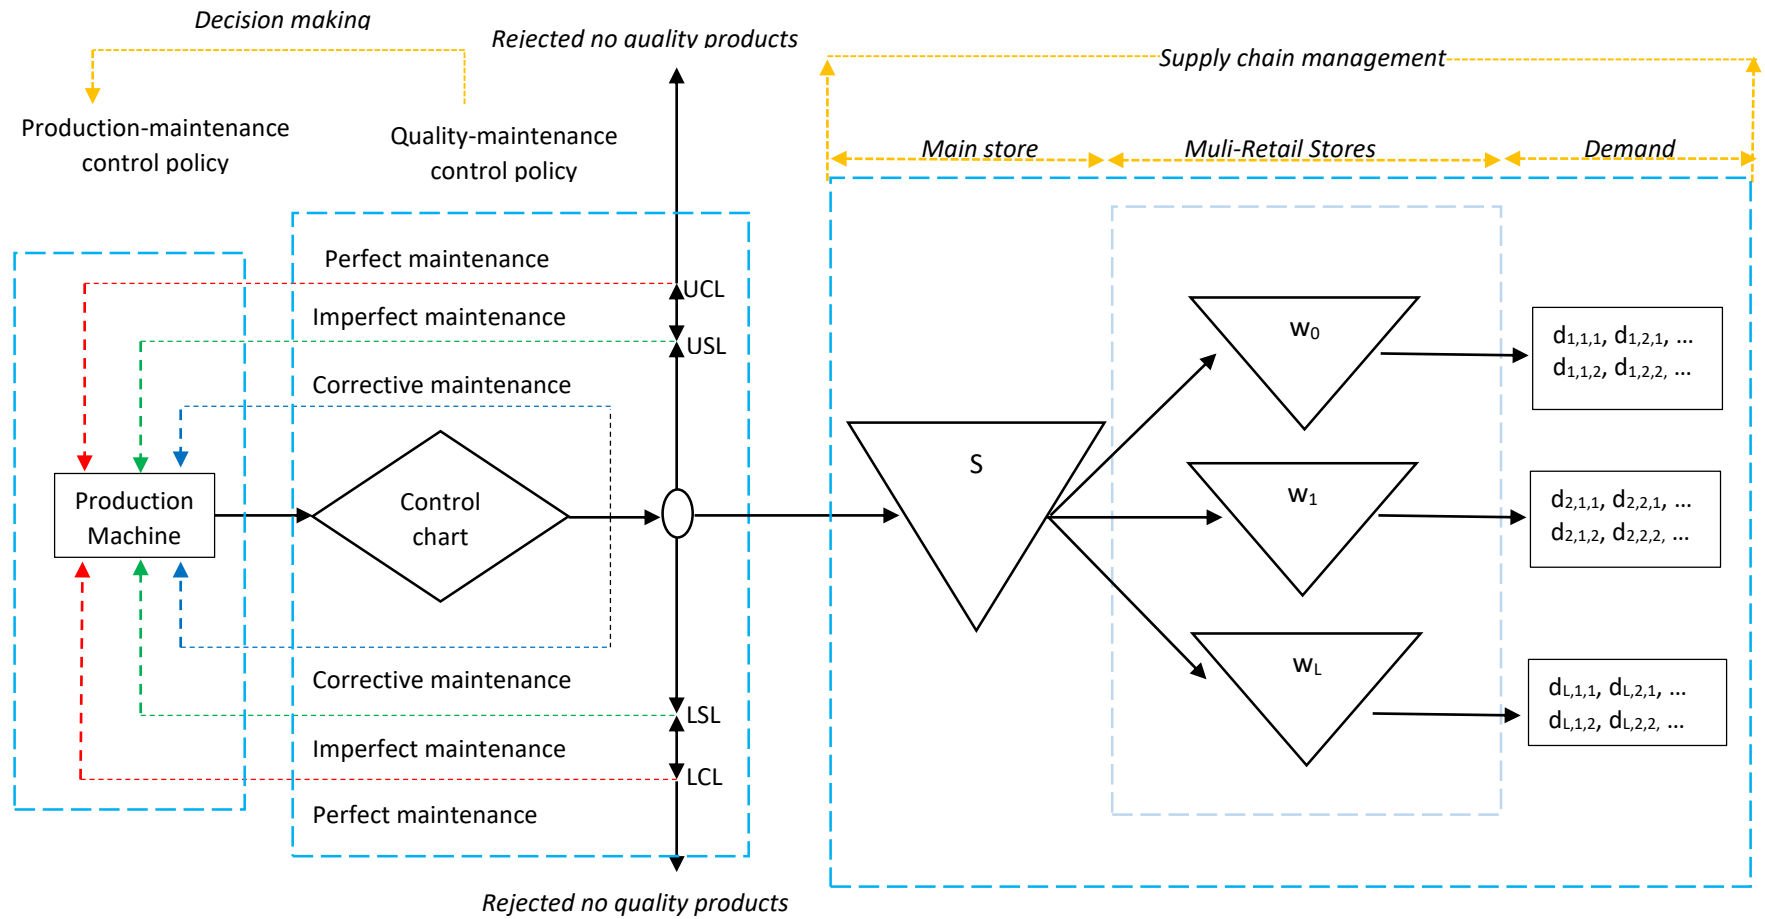 Decision making
Rejected no quality products
Supply chain management
Production-maintenance
control policy
Quality-maintenance
control policy
Main store
Muli-Retail Stores
Demand
Perfect maintenance
UCL
Imperfect maintenance
USL
Corrective maintenance
Production
Machine
Control
chart
S
w0
d1,1,1, d1,2,1, ...
d1,1,2, d1,2,2, ...
w1
d2,1,1, d2,2,1, ...
d2,1,2, d2,2,2, ...
wL
dL,1,1, dL,2,1, ...
dL,1,2, dL,2,2, ...
Corrective maintenance
LSL
Imperfect maintenance
LCL
Perfect maintenance
Rejected no quality products